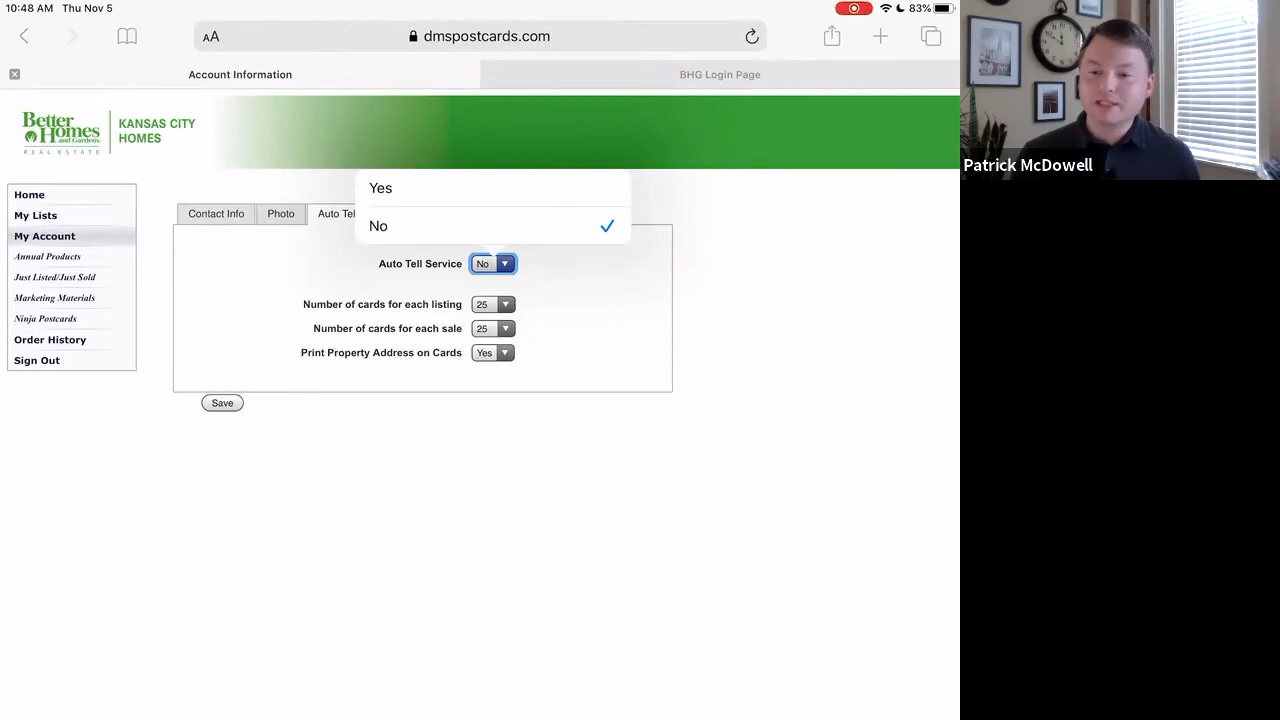 10:48 AM Thu Nov 5
83%
AA
dmspostcards.com
Account Information
BHG Login Page
Better
Homes
and Gardens
REAL ESTATE
KANSAS CITY
HOMES
Home
My Lists
My Account
Annual Products
Just Listed/Just Sold
Marketing Materials
Ninja Postcards
Order History
Sign Out
Contact Info
Photo
Auto Tel
Yes
No
Auto Tell Service No
Number of cards for each listing 25
Number of cards for each sale 25
Print Property Address on Cards Yes
Save
Patrick McDowell